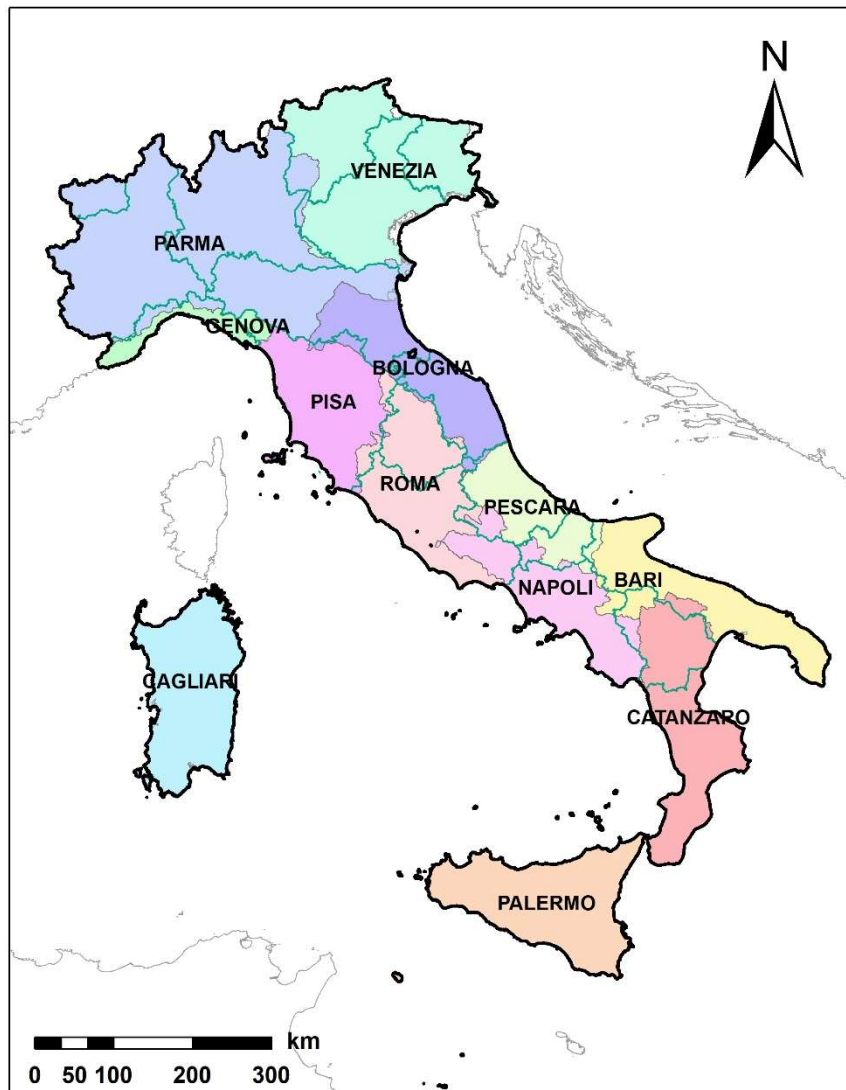 N
VENEZIA
PARMA
GENOVA
BOLOGNA
PISA
ROMA
PESCARA
BARI
NAPOLI
CAGLIARI
CATANZARO
PALERMO
km
0 50 100 200 300